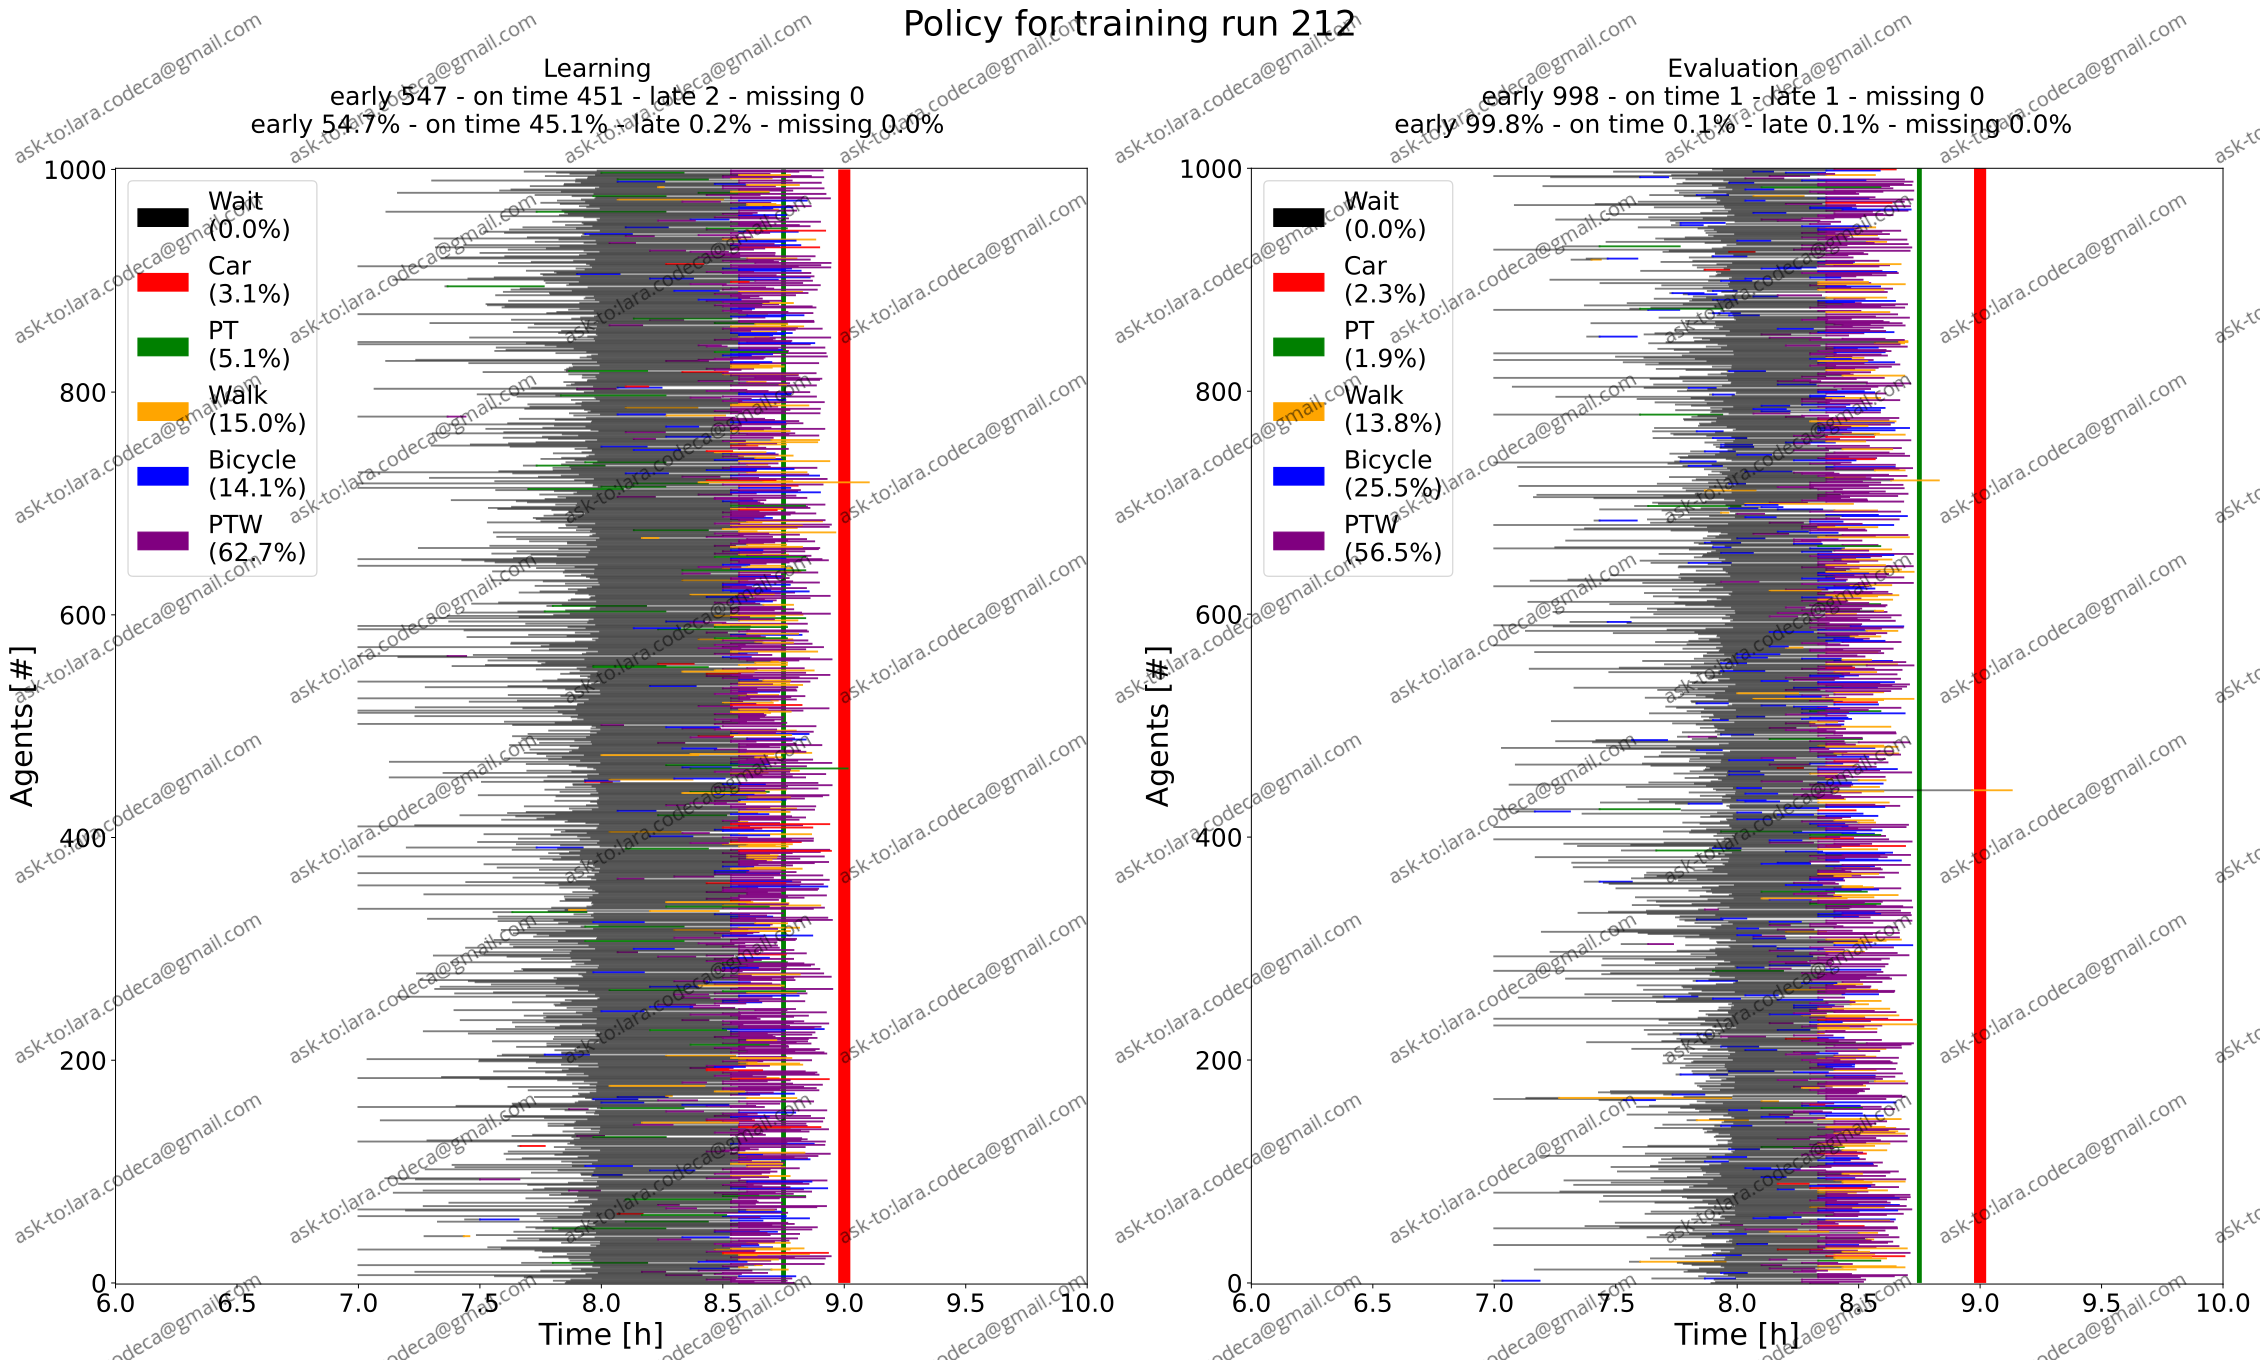 Policy for training run 212
Learning
early 547 - on time 451 - late 2 - missing 0
early 54.7% - on time 45.1% - late 0.2% - missing 0.0%
1000
800
600
400
200
0
Agents [#]
Wait
(0.0%)
Car
(3.1%)
PT
(5.1%)
Walk
(15.0%)
Bicycle
(14.1%)
PTW
(62.7%)
6.0 6.5 7.0 7.5 8.0 8.5 9.0 9.5 10.0
Time [h]
Evaluation
early 998 - on time 1 - late 1 - missing 0
early 99.8% - on time 0.1% - late 0.1% - missing 0.0%
1000
800
600
400
200
0
Agents [#]
Wait
(0.0%)
Car
(2.3%)
PT
(1.9%)
Walk
(13.8%)
Bicycle
(25.5%)
PTW
(56.5%)
6.0 6.5 7.0 7.5 8.0 8.5 9.0 9.5 10.0
Time [h]
ask-to:lara.codeca@gmail.com